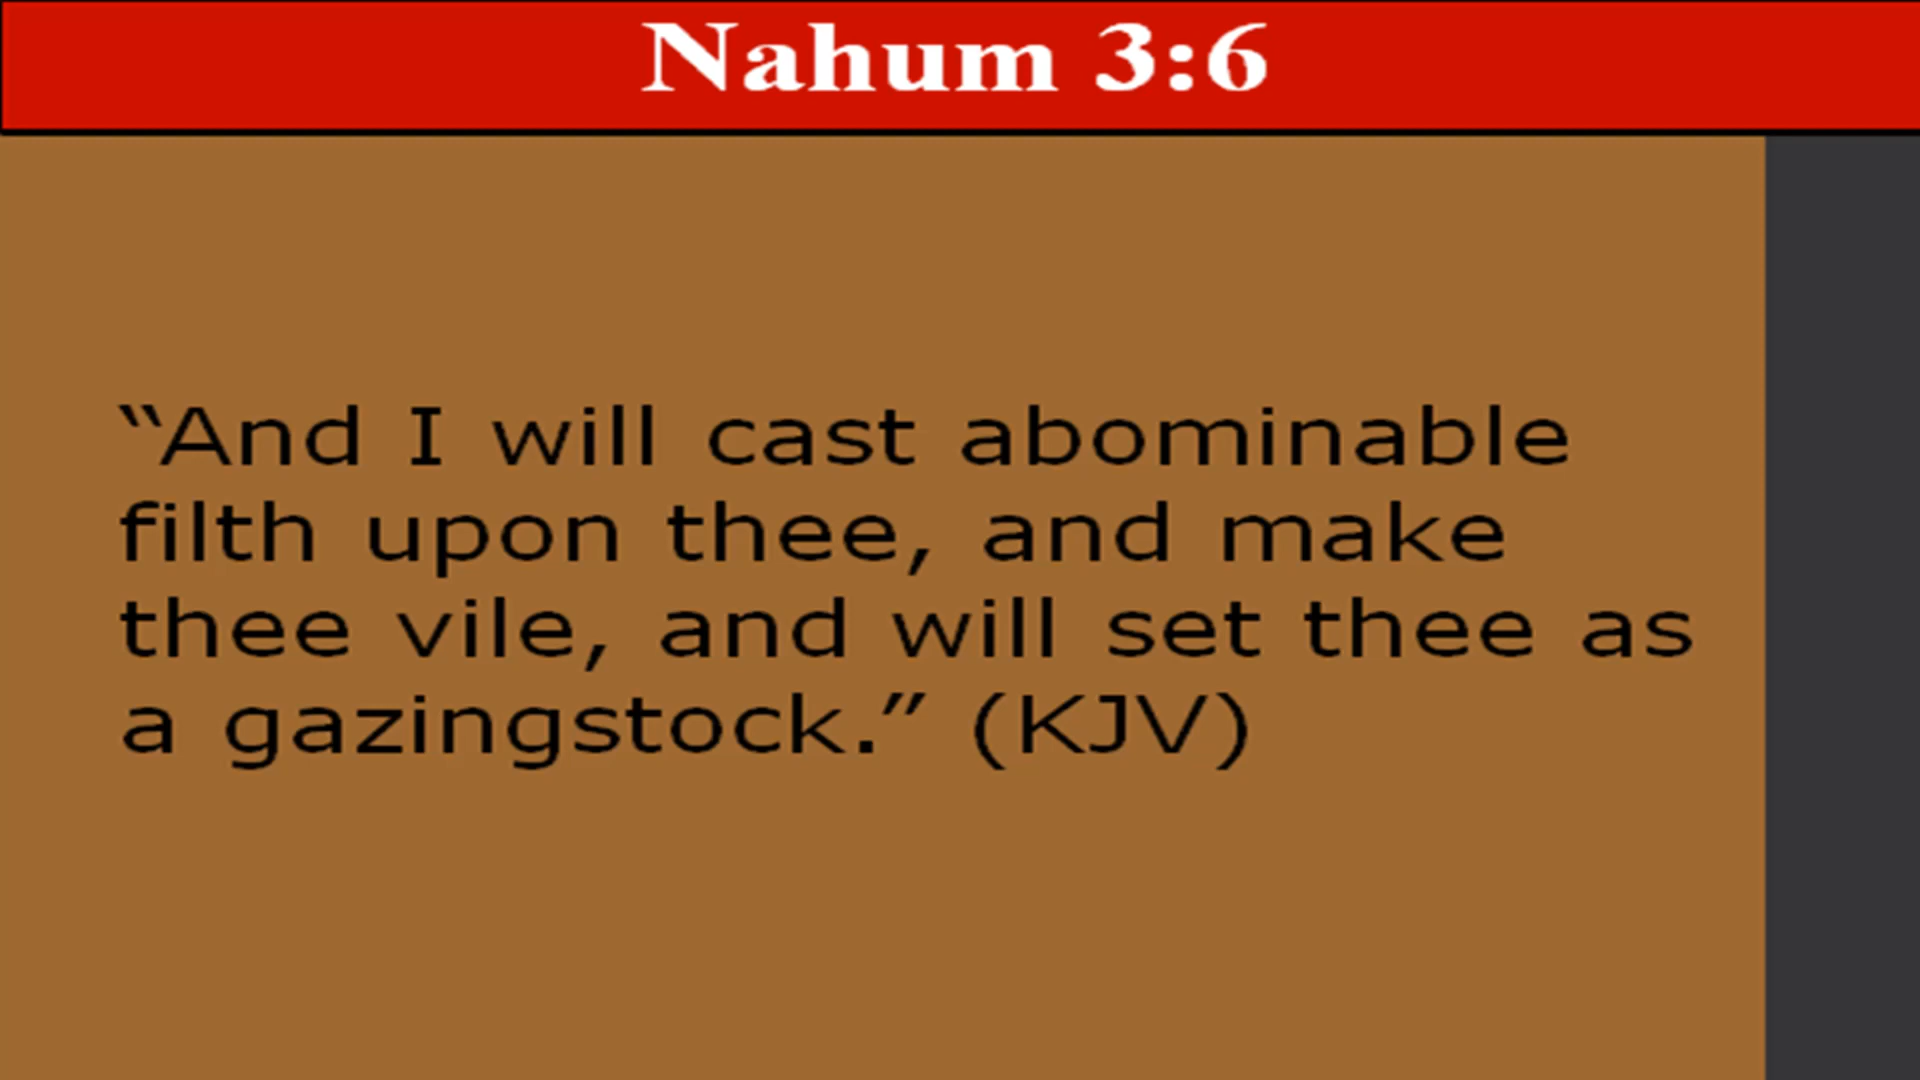 Nahum 3:6
“And I will cast abominable
filth upon thee, and make
thee vile, and will set thee as
a gazingstock.” (KJV)